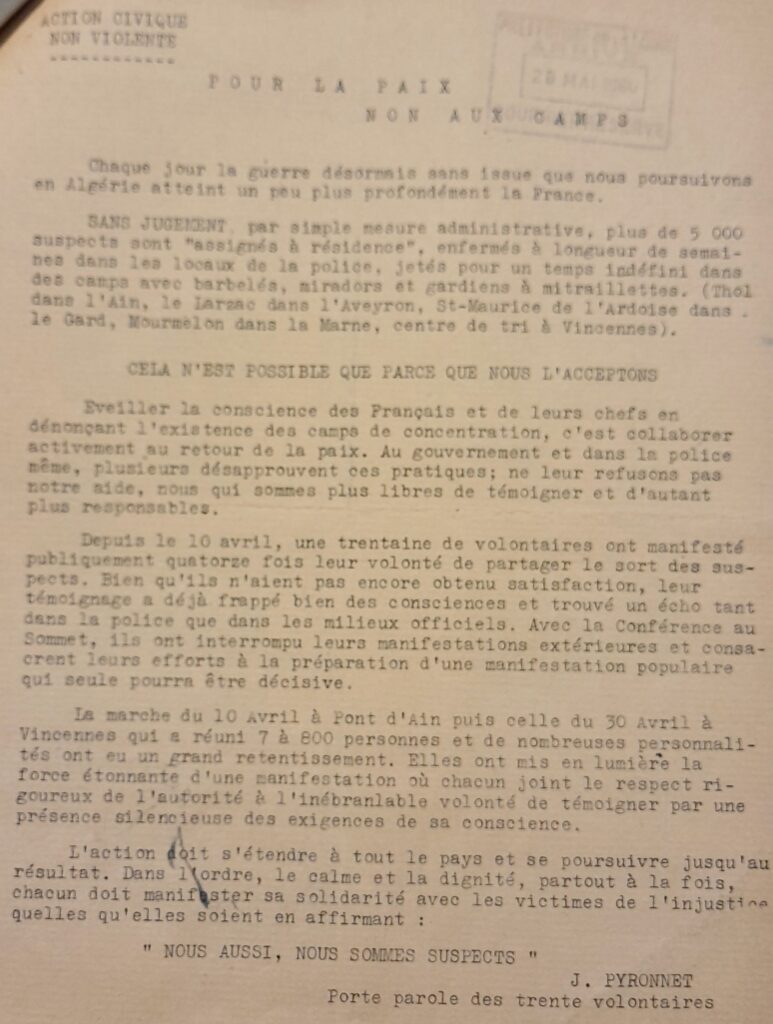 ACTION CIVIQUE
NON VIOLENTE
POUR LA PAIX
NON AUX CAMPS
Chaque jour la guerre désormais sans issue que nous poursuivons
en Algérie atteint un peu plus profondément la France.
SANS JUGEMENT, par simple mesure administrative, plus de 5 000
suspects sont "assignés à résidence", enfermés à longueur de semai-
nes dans les locaux de la police, jetés pour un temps indéfini dans
des camps avec barbelés, miradors et gardiens à mitraillettes. (Thol
dans l'Ain, le Larzac dans l'Aveyron, St-Maurice de l'Ardoise dans
le Gard, Mourmelon dans la Marne, centre de tri à Vincennes).
CELA N'EST POSSIBLE QUE PARCE QUE NOUS L'ACCEPTONS
Eveiller la conscience des Français et de leurs chefs en
dénonçant l'existence des camps de concentration, c'est collaborer
activement au retour de la paix. Au gouvernement et dans la police
même, plusieurs désapprouvent ces pratiques; ne leur refusons pas
notre aide, nous qui sommes plus libres de témoigner et d'autant
plus responsables.
Depuis le 10 avril, une trentaine de volontaires ont manifesté
publiquement quatorze fois leur volonté de partager le sort des sus-
pects. Bien qu'ils n'aient pas encore obtenu satisfaction, leur
témoignage a déjà frappé bien des consciences et trouvé un écho tant
dans la police que dans les milieux officiels. Avec la Conférence au
Sommet, ils ont interrompu leurs manifestations extérieures et consa-
crent leurs efforts à la préparation d'une manifestation populaire
qui seule pourra être décisive.
La marche du 10 Avril à Pont d'Ain puis celle du 30 Avril à
Vincennes qui a réuni 7 à 800 personnes et de nombreuses personnali-
tés ont eu un grand retentissement. Elles ont mis en lumière la
force étonnante d'une manifestation où chacun joint le respect ri-
goureux de l'autorité à l'inébranlable volonté de témoigner par une
présence silencieuse des exigences de sa conscience.
L'action doit s'étendre à tout le pays et se poursuivre jusqu'au
résultat. Dans l'ordre, le calme et la dignité, partout à la fois,
chacun doit manifester sa solidarité avec les victimes de l'injustice
quelles qu'elles soient en affirmant :
" NOUS AUSSI, NOUS SOMMES SUSPECTS "
J. PYRONNET
Porte parole des trente volontaires